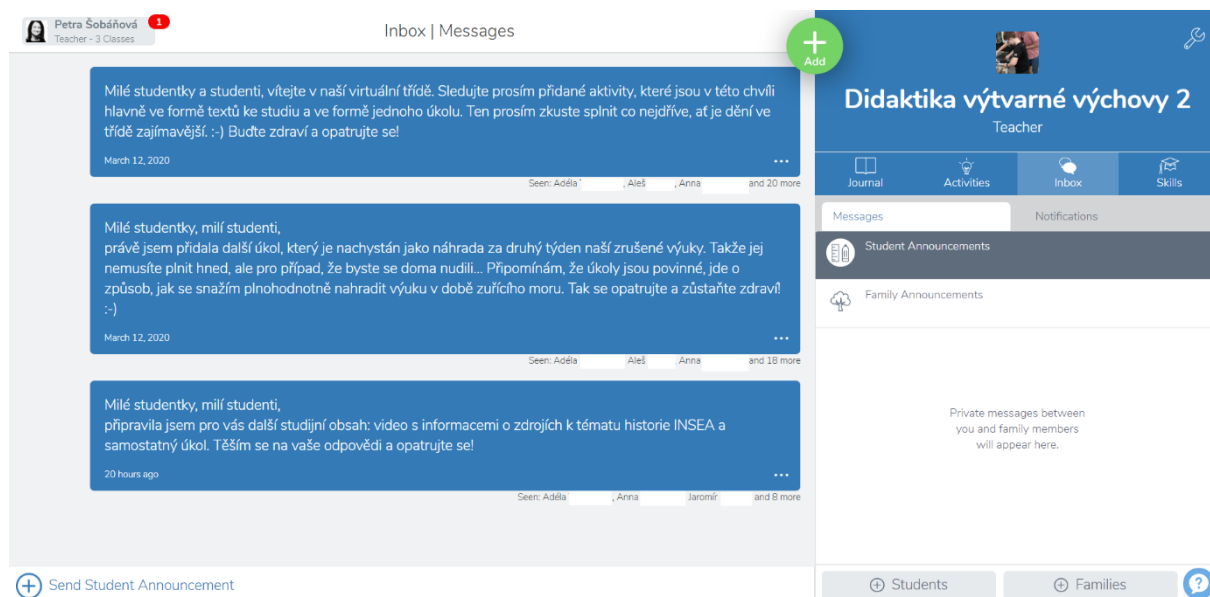 Petra Šobáňová
1
Teacher - 3 Classes
Inbox | Messages
Add
Milé studentky a studenti, vítejte v naší virtuální třídě. Sledujte prosím přidané aktivity, které jsou v této chvíli
hlavně ve formě textů ke studiu a ve formě jednoho úkolu. Ten prosím zkuste splnit co nejdříve, ať je dění ve
třídě zajímavější. :-) Buďte zdraví a opatrujte se!
March 12, 2020
Seen: Adéla , Aleš , Anna and 20 more
Milé studentky, milí studenti,
právě jsem přidala další úkol, který je nachystán jako náhrada za druhý týden naší zrušené výuky. Takže jej
nemusíte plnit hned, ale pro případ, že byste se doma nudili... Připomínám, že úkoly jsou povinné, jde o
způsob, jak se snažím plnohodnotně nahradit výuku v době zuřícího moru. Tak se opatrujte a zůstaňte zdraví!
:-)
March 12, 2020
Seen: Adéla Aleš Anna and 18 more
Milé studentky, milí studenti,
připravila jsem pro vás další studijní obsah: video s informacemi o zdrojích k tématu historie INSEA a
samostatný úkol. Těším se na vaše odpovědi a opatrujte se!
20 hours ago
Seen: Adéla , Anna Jaromír and 8 more
Send Student Announcement
Didaktika výtvarné výchovy 2
Teacher
Journal Activities Inbox Skills
Messages Notifications
Student Announcements
Family Announcements
Private messages between
you and family members
will appear here.
Students Families
?